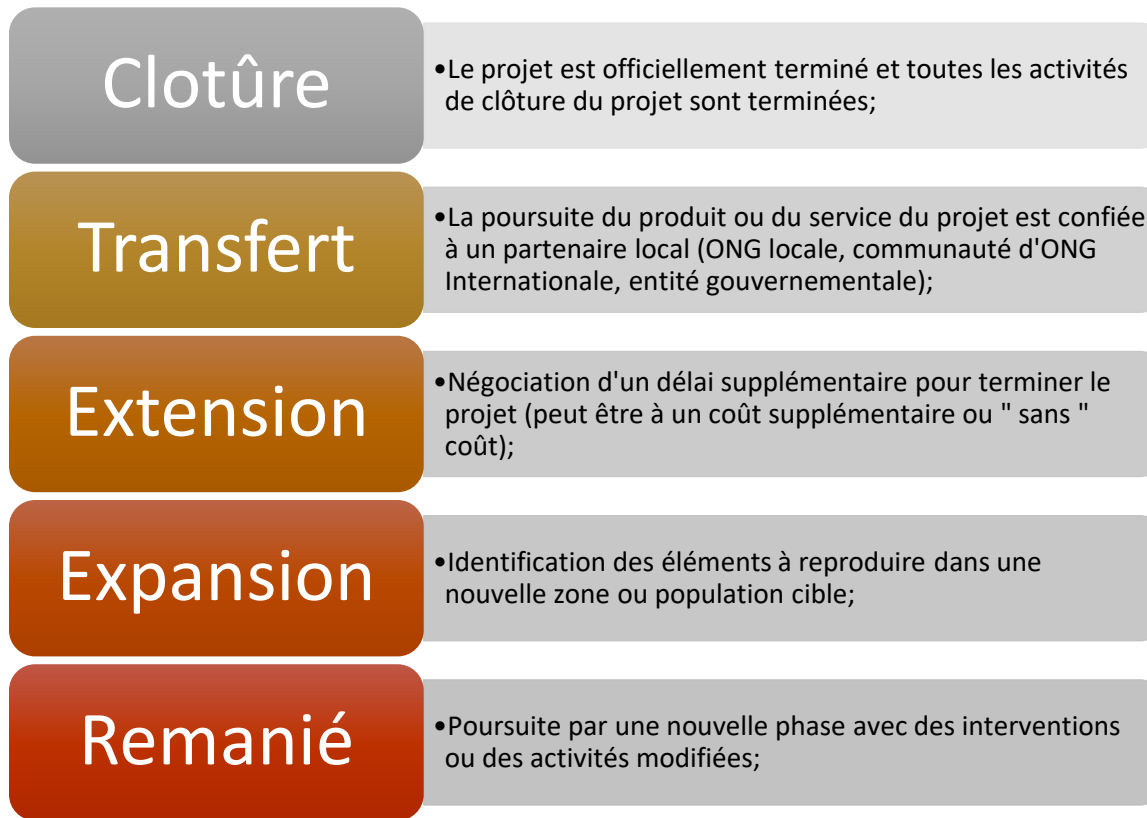 Clotûre
•Le projet est officiellement terminé et toutes les activités
de clôture du projet sont terminées;
Transfert
•La poursuite du produit ou du service du projet est confiée
à un partenaire local (ONG locale, communauté d'ONG
Internationale, entité gouvernementale);
Extension
•Négociation d'un délai supplémentaire pour terminer le
projet (peut être à un coût supplémentaire ou " sans "
coût);
Expansion
•Identification des éléments à reproduire dans une
nouvelle zone ou population cible;
Remanié
•Poursuite par une nouvelle phase avec des interventions
ou des activités modifiées;